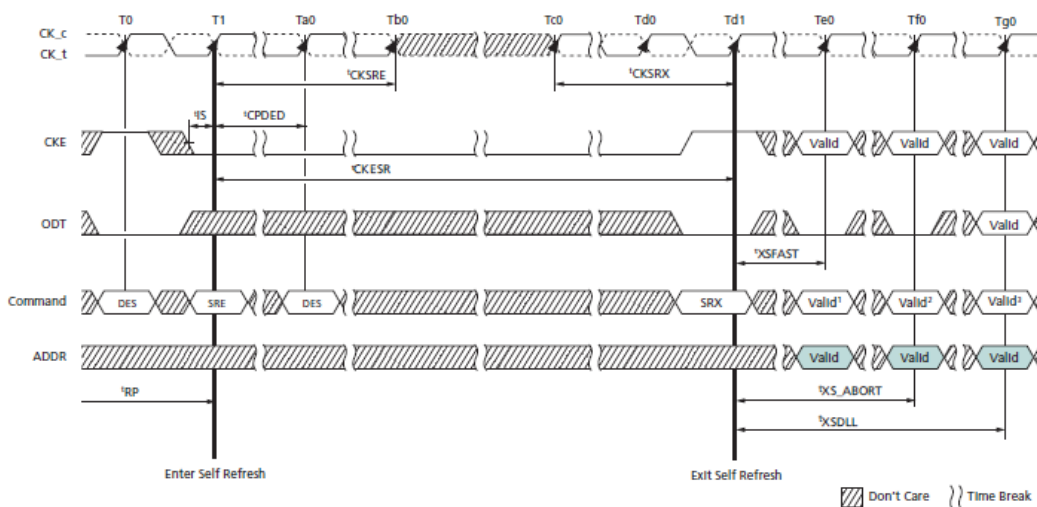 T0 T1 Ta0 Tb0 Tc0 Td0 Td1 Te0 Tf0 Tg0
CK_c
CK_t
tCKSRE tCKSRX
tIS tCPDED
CKE Valid Valid Valid
tCKESR
ODT Valid
tXSFAST
Command DES SRE DES SRX Valid¹ Valid² Valid³
ADDR Valid Valid Valid
tRP tXS_ABORT
tXSDLL
Enter Self Refresh Exit Self Refresh
Don't Care Time Break